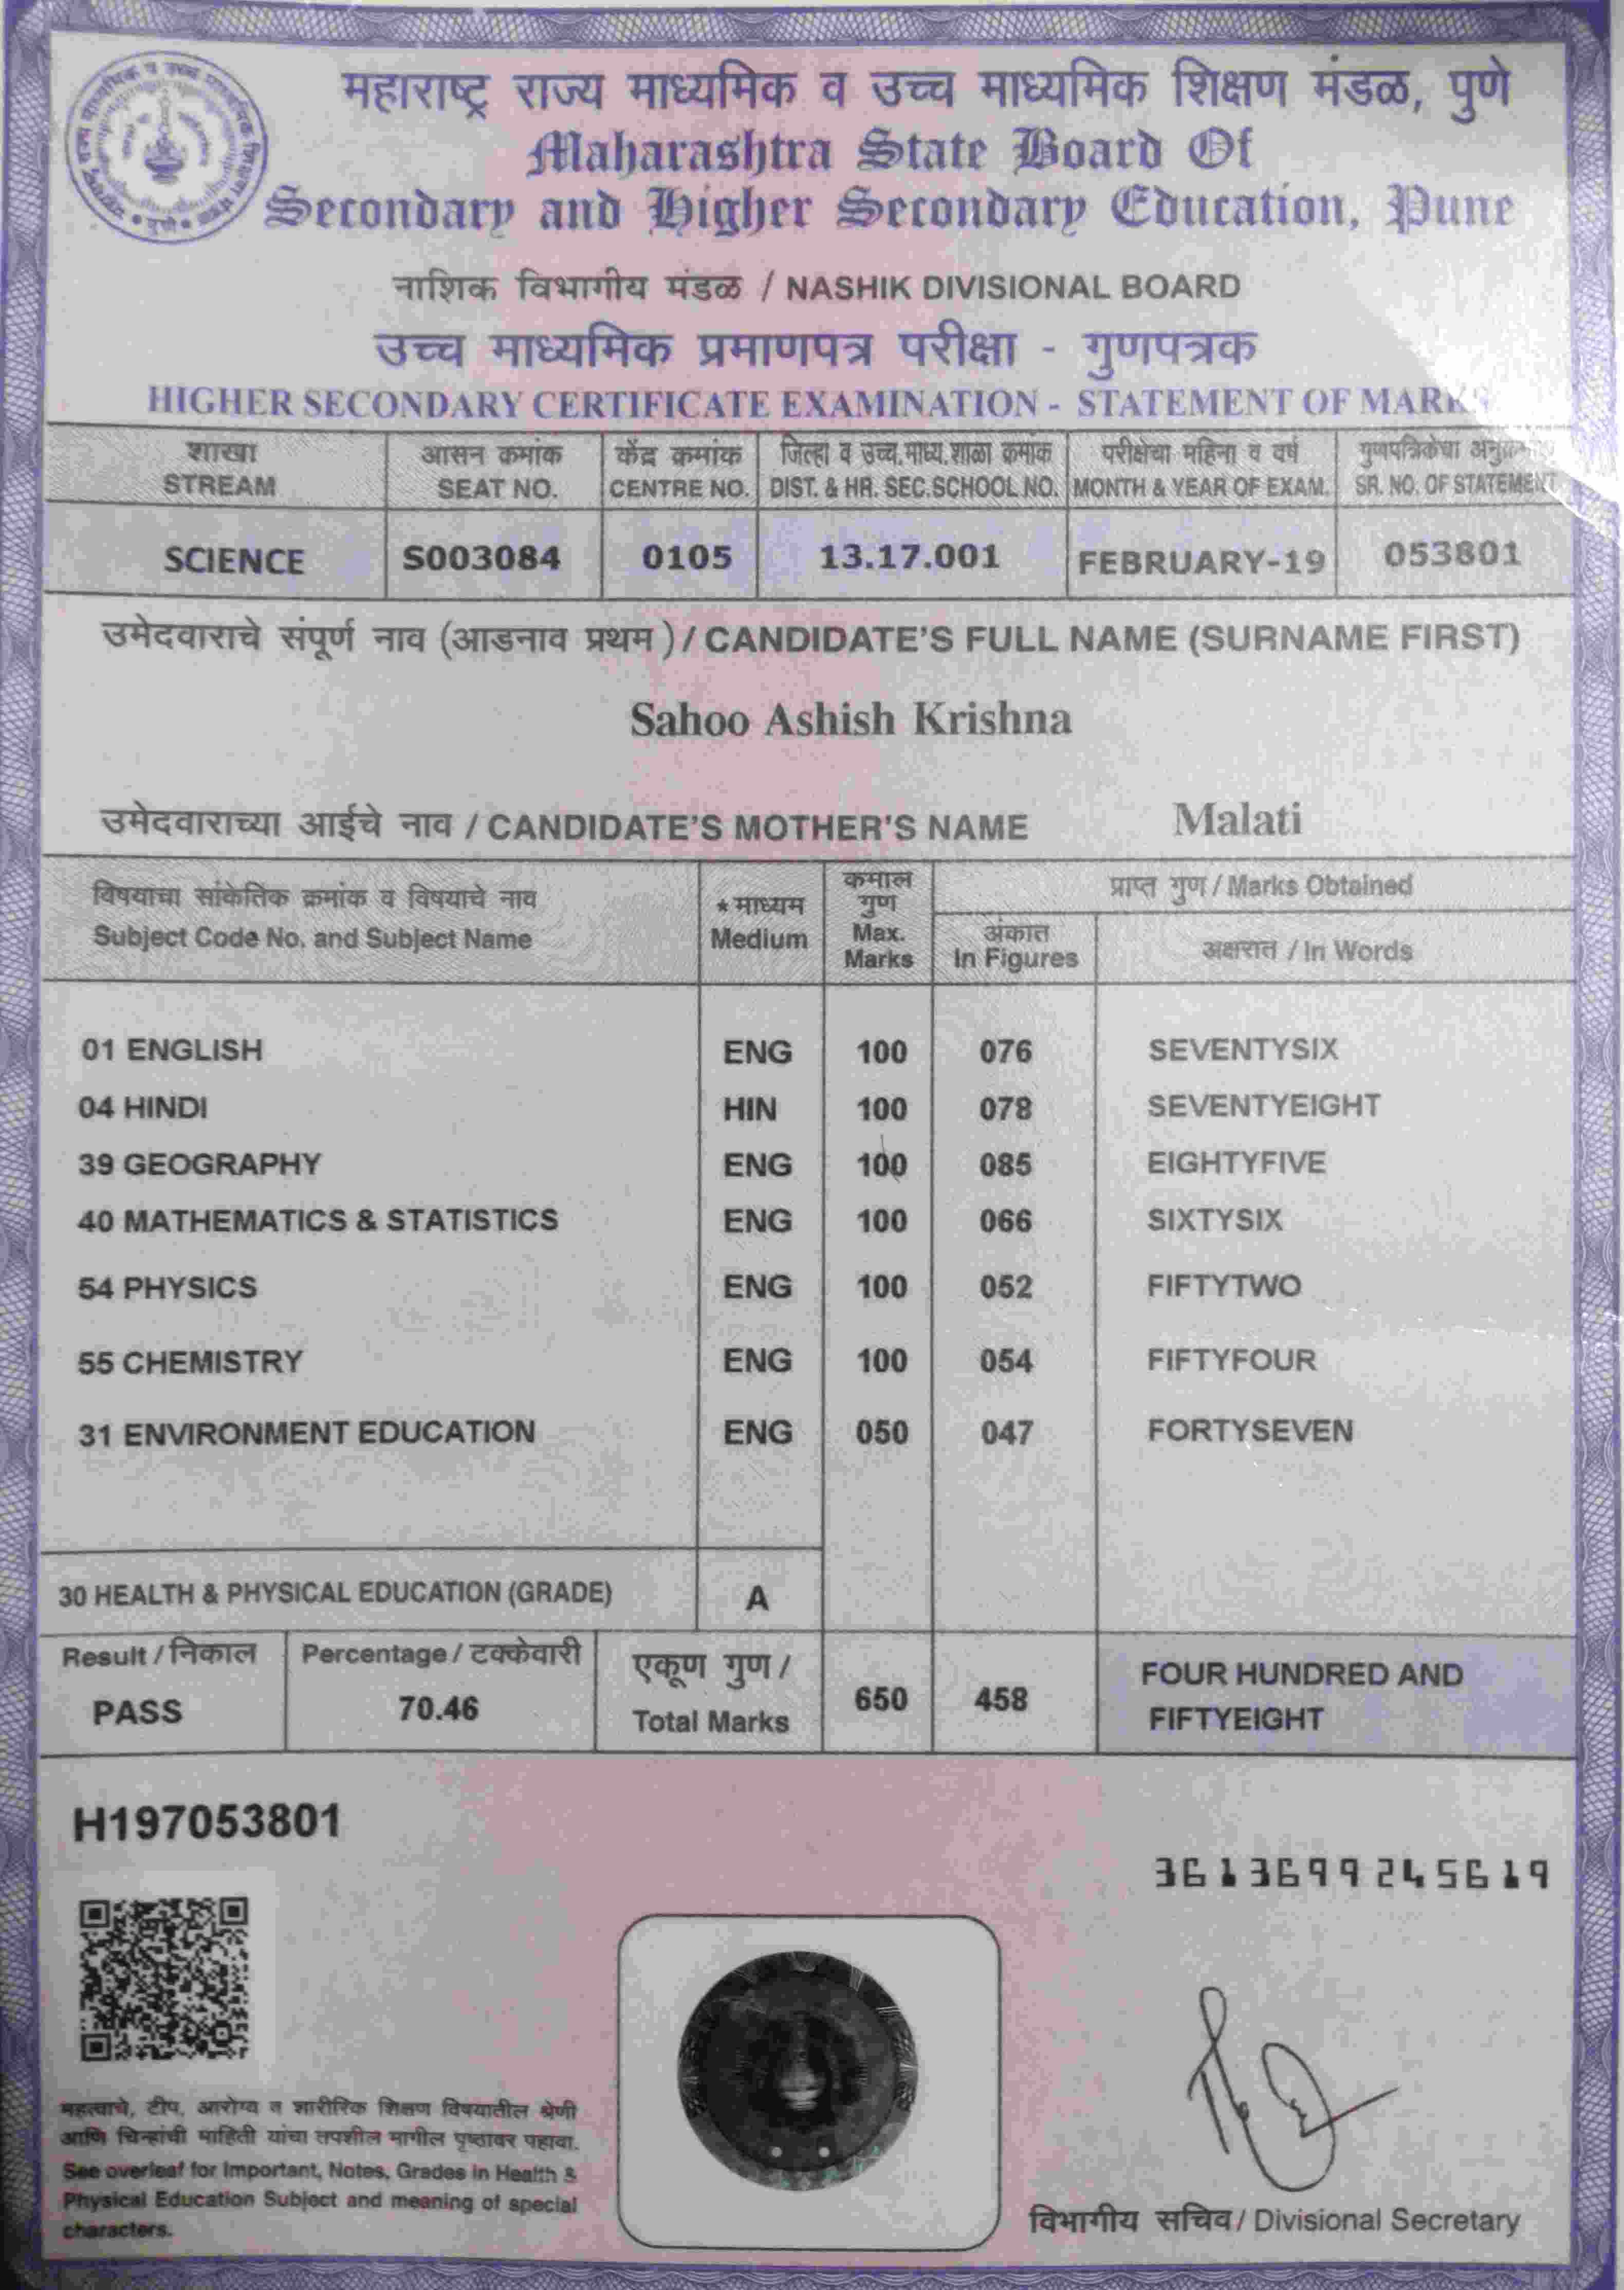 महाराष्ट्र राज्य माध्यमिक व उच्च माध्यमिक शिक्षण मंडळ, पुणे
Maharashtra State Board Of
Secondary and Higher Secondary Education, Pune
नाशिक विभागीय मंडळ / NASHIK DIVISIONAL BOARD
उच्च माध्यमिक प्रमाणपत्र परीक्षा - गुणपत्रक
HIGHER SECONDARY CERTIFICATE EXAMINATION - STATEMENT OF MARKS
शाखा आसन क्रमांक केंद्र क्रमांक जिल्हा व उच्च.माध्य.शाळा क्रमांक परीक्षेचा महिना व वर्ष गुणपत्रिकेचा
STREAM SEAT NO. CENTRE NO. DIST. & HR. SEC.SCHOOL NO. MONTH & YEAR OF EXAM. SR. NO. OF STATEMENT
SCIENCE S003084 0105 13.17.001 FEBRUARY-19 053801
उमेदवाराचे संपूर्ण नाव (आडनाव प्रथम) / CANDIDATE'S FULL NAME (SURNAME FIRST)
Sahoo Ashish Krishna
उमेदवाराच्या आईचे नाव / CANDIDATE'S MOTHER'S NAME Malati
विषयाचा सांकेतिक क्रमांक व विषयाचे नाव * माध्यम कमाल गुण प्राप्त गुण / Marks Obtained
Subject Code No. and Subject Name Medium Max. Marks अंकात In Figures अक्षरात / In Words
01 ENGLISH ENG 100 076 SEVENTYSIX
04 HINDI HIN 100 078 SEVENTYEIGHT
39 GEOGRAPHY ENG 100 085 EIGHTYFIVE
40 MATHEMATICS & STATISTICS ENG 100 066 SIXTYSIX
54 PHYSICS ENG 100 052 FIFTYTWO
55 CHEMISTRY ENG 100 054 FIFTYFOUR
31 ENVIRONMENT EDUCATION ENG 050 047 FORTYSEVEN
30 HEALTH & PHYSICAL EDUCATION (GRADE) A
Result / निकाल Percentage / टक्केवारी एकूण गुण / FOUR HUNDRED AND
PASS 70.46 Total Marks 650 458 FIFTYEIGHT
H197053801
3613699245619
महत्वाचे, टीप, आरोग्य व शारीरिक शिक्षण विषयातील श्रेणी
आणि चिन्हांची माहिती यांचा तपशील मागील पृष्ठावर पहावा.
See overleaf for Important, Notes, Grades in Health &
Physical Education Subject and meaning of special
characters.
विभागीय सचिव / Divisional Secretary